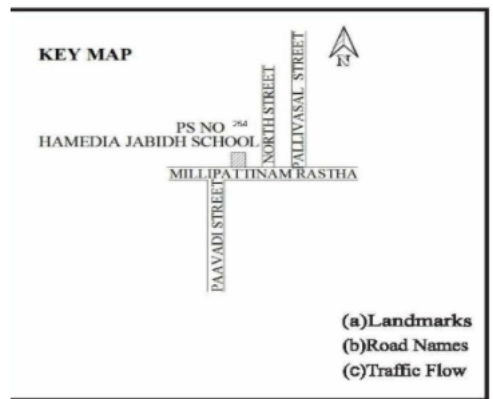 KEY MAP
N
PS NO 264
HAMEDIA JABIDH SCHOOL
NORTH STREET
PALLIVASAL STREET
MILLIPATTINAM RASTHA
PAAVADI STREET
(a)Landmarks
(b)Road Names
(c)Traffic Flow